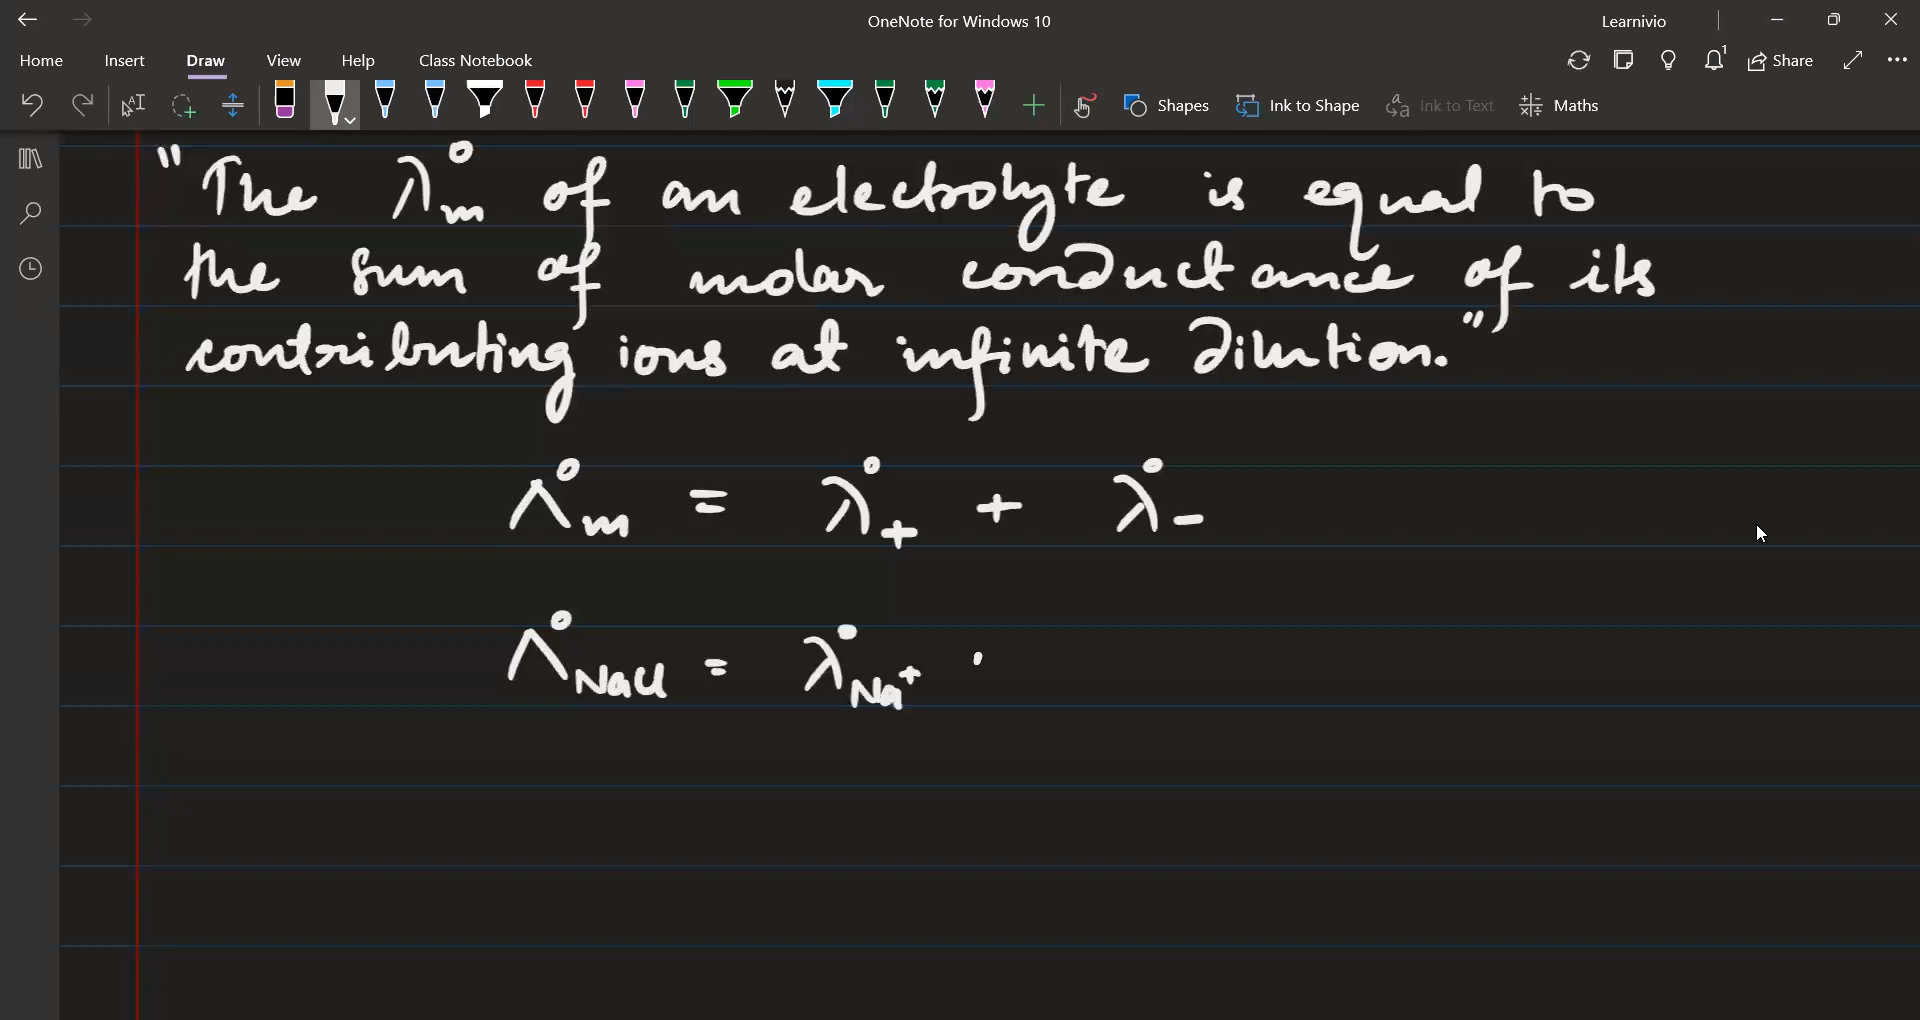 OneNote for Windows 10
Learnivio
Home Insert Draw View Help Class Notebook
1 Share
Shapes Ink to Shape Ink to Text Maths
"The λ°m of an electrolyte is equal to
the sum of molar conductance of its
contributing ions at infinite dilution."
Λ°m = λ°+ + λ°-
Λ°NaCl = λ°Na+